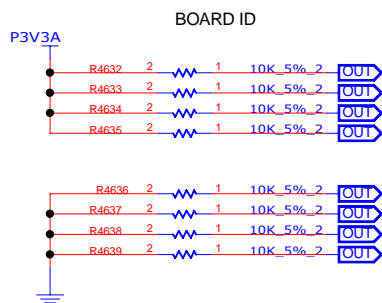 BOARD ID
P3V3A
R4632 2 1 10K_5%_2 OUT
R4633 2 1 10K_5%_2 OUT
R4634 2 1 10K_5%_2 OUT
R4635 2 1 10K_5%_2 OUT
R4636 2 1 10K_5%_2 OUT
R4637 2 1 10K_5%_2 OUT
R4638 2 1 10K_5%_2 OUT
R4639 2 1 10K_5%_2 OUT